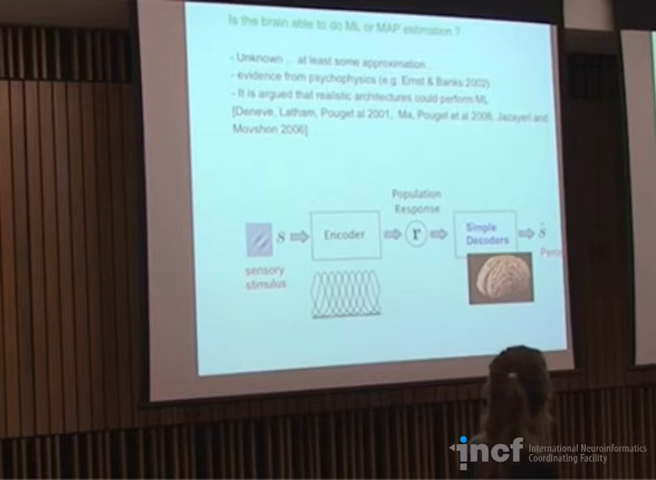 Is the brain able to do ML or MAP estimation ?
- Unknown ... at least some approximation..
- evidence from psychophysics (e.g. Ernst & Banks 2002)
- It is argued that realistic architectures could perform ML
[Deneve, Latham, Pouget al 2001, Ma, Pouget et al 2006, Jazayeri and
Movshon 2006]
Population
Response
s
Encoder
r
Simple
Decoders
ŝ
sensory
stimulus
incf
International Neuroinformatics
Coordinating Facility